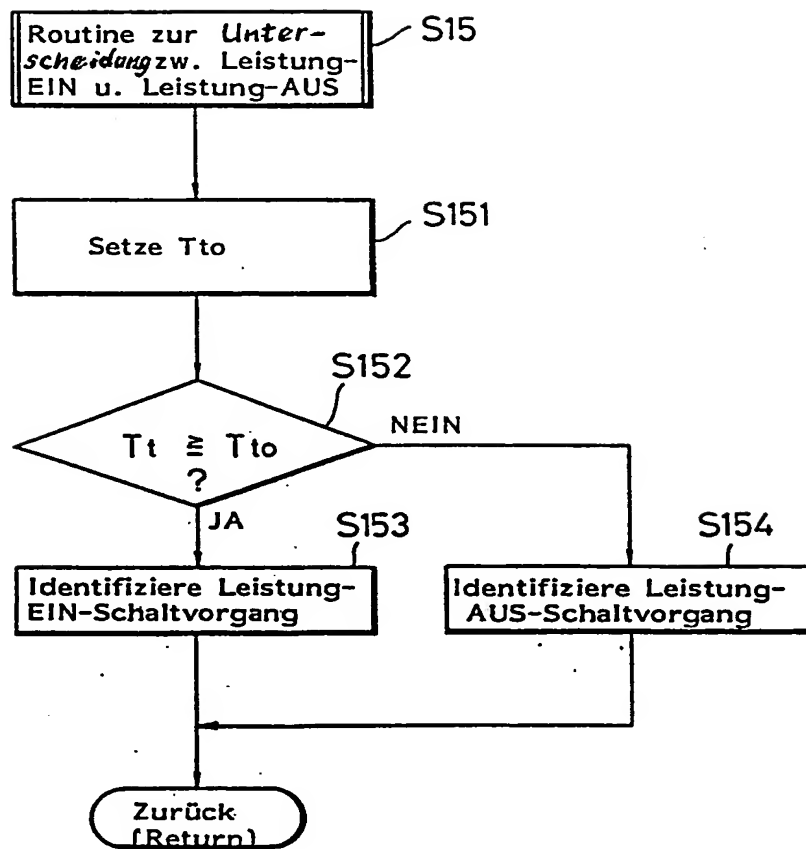 Routine zur Unter-
scheidung zw. Leistung-
EIN u. Leistung-AUS
S15
Setze Tto
S151
S152
Tt ≧ Tto
?
NEIN
JA
S153
Identifiziere Leistung-
EIN-Schaltvorgang
S154
Identifiziere Leistung-
AUS-Schaltvorgang
Zurück
(Return)